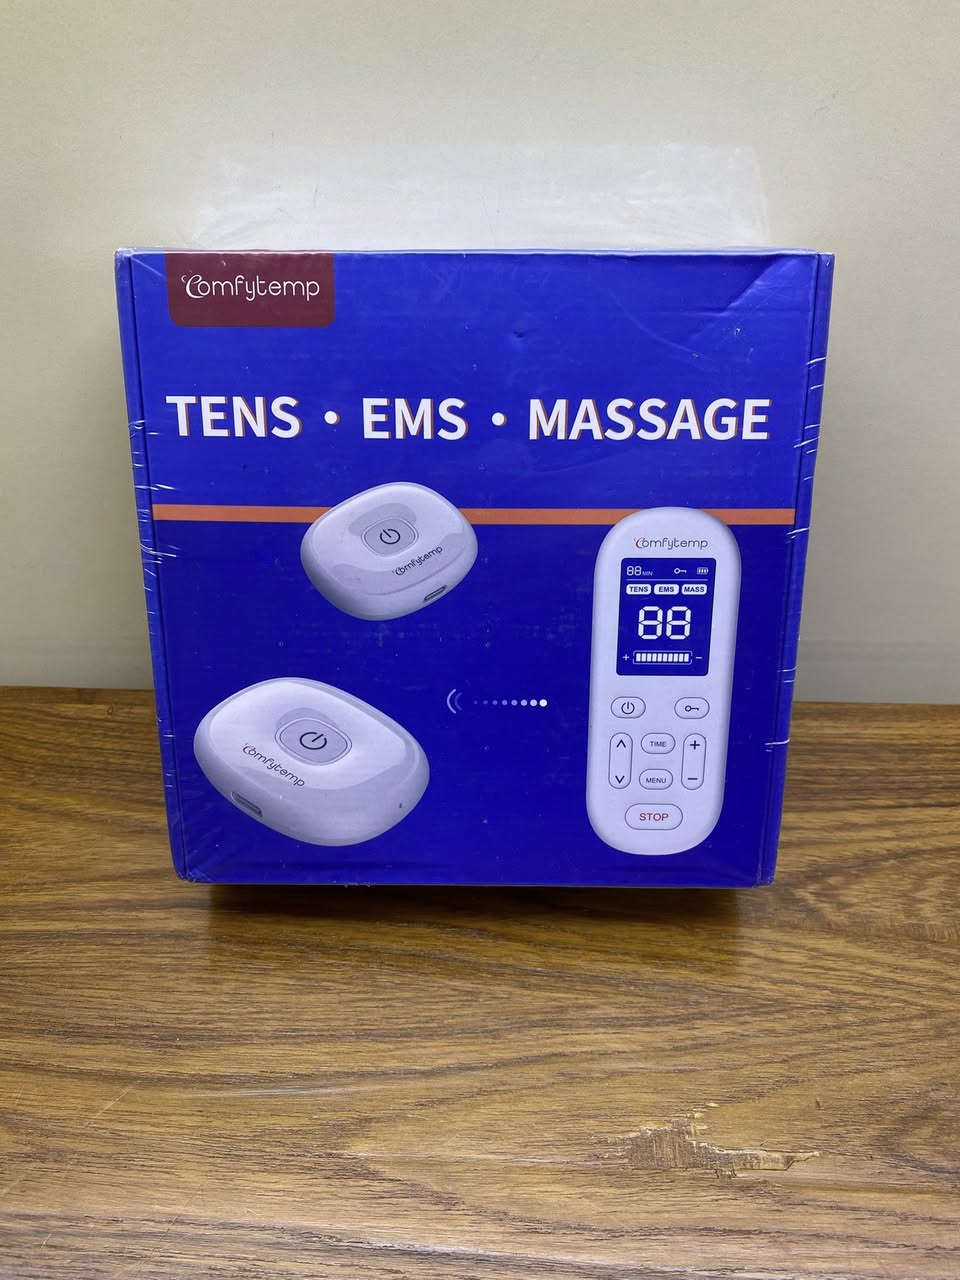 Comfytemp
TENS • EMS • MASSAGE
Comfytemp
Comfytemp
Comfytemp
88 MIN
TENS EMS MASS
88
+ −
TIME
+
MENU
−
STOP